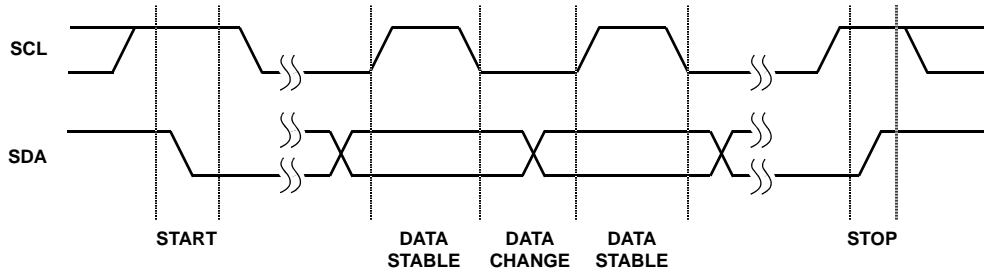 SCL
SDA
START
DATA STABLE
DATA CHANGE
DATA STABLE
STOP